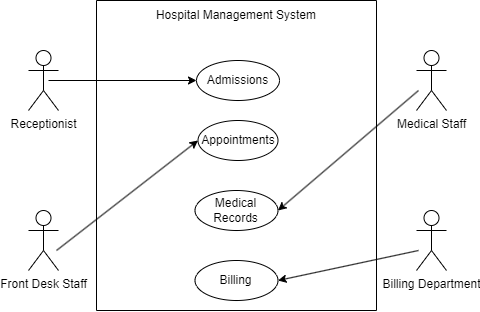 Hospital Management System
Admissions
Receptionist
Medical Staff
Appointments
Medical
Records
Front Desk Staff
Billing
Billing Department